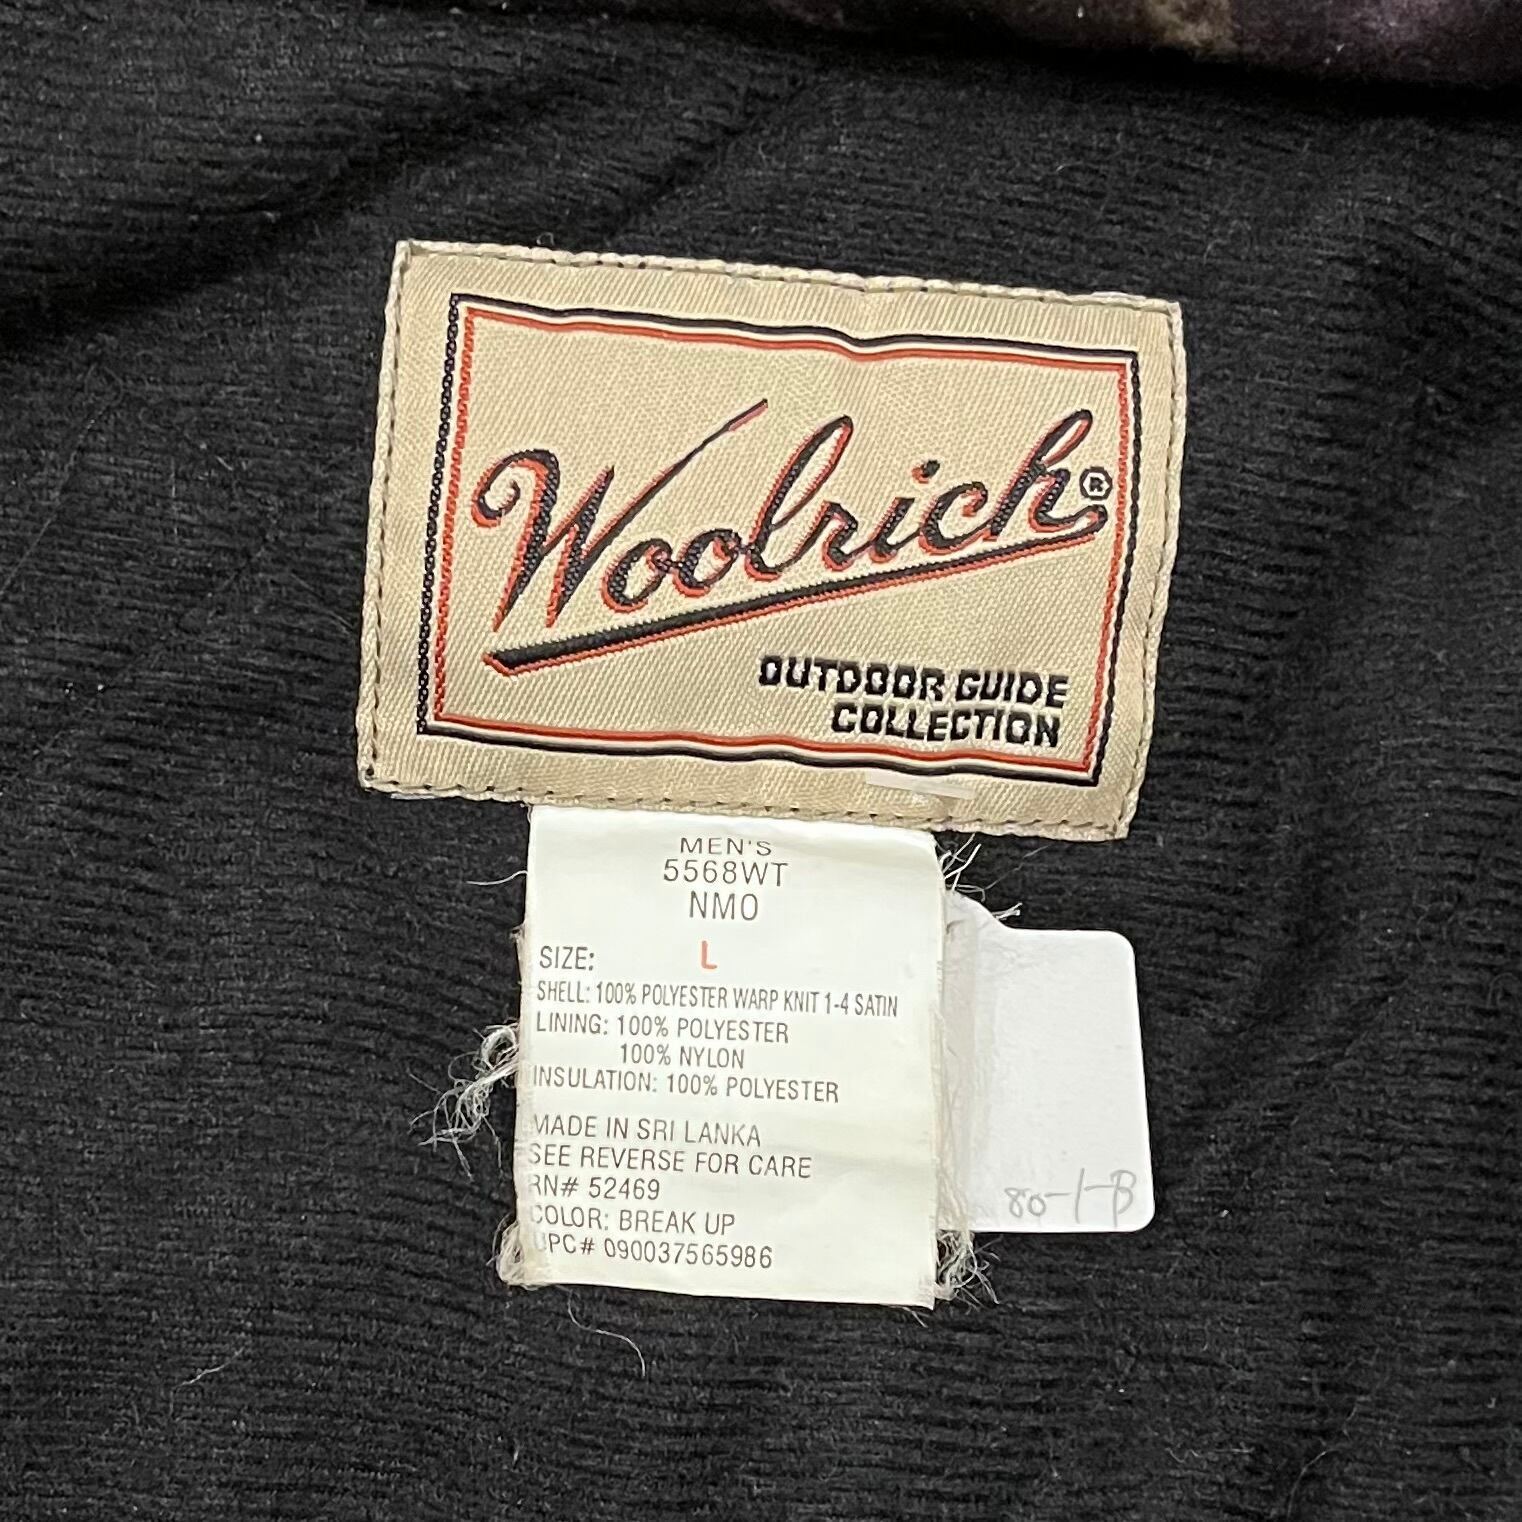 Woolrich®
OUTDOOR GUIDE
COLLECTION
MEN'S
5568WT
NMO
SIZE: L
SHELL: 100% POLYESTER WARP KNIT 1-4 SATIN
LINING: 100% POLYESTER
100% NYLON
INSULATION: 100% POLYESTER
MADE IN SRI LANKA
SEE REVERSE FOR CARE
RN# 52469
COLOR: BREAK UP
UPC# 090037565986
80-1-B